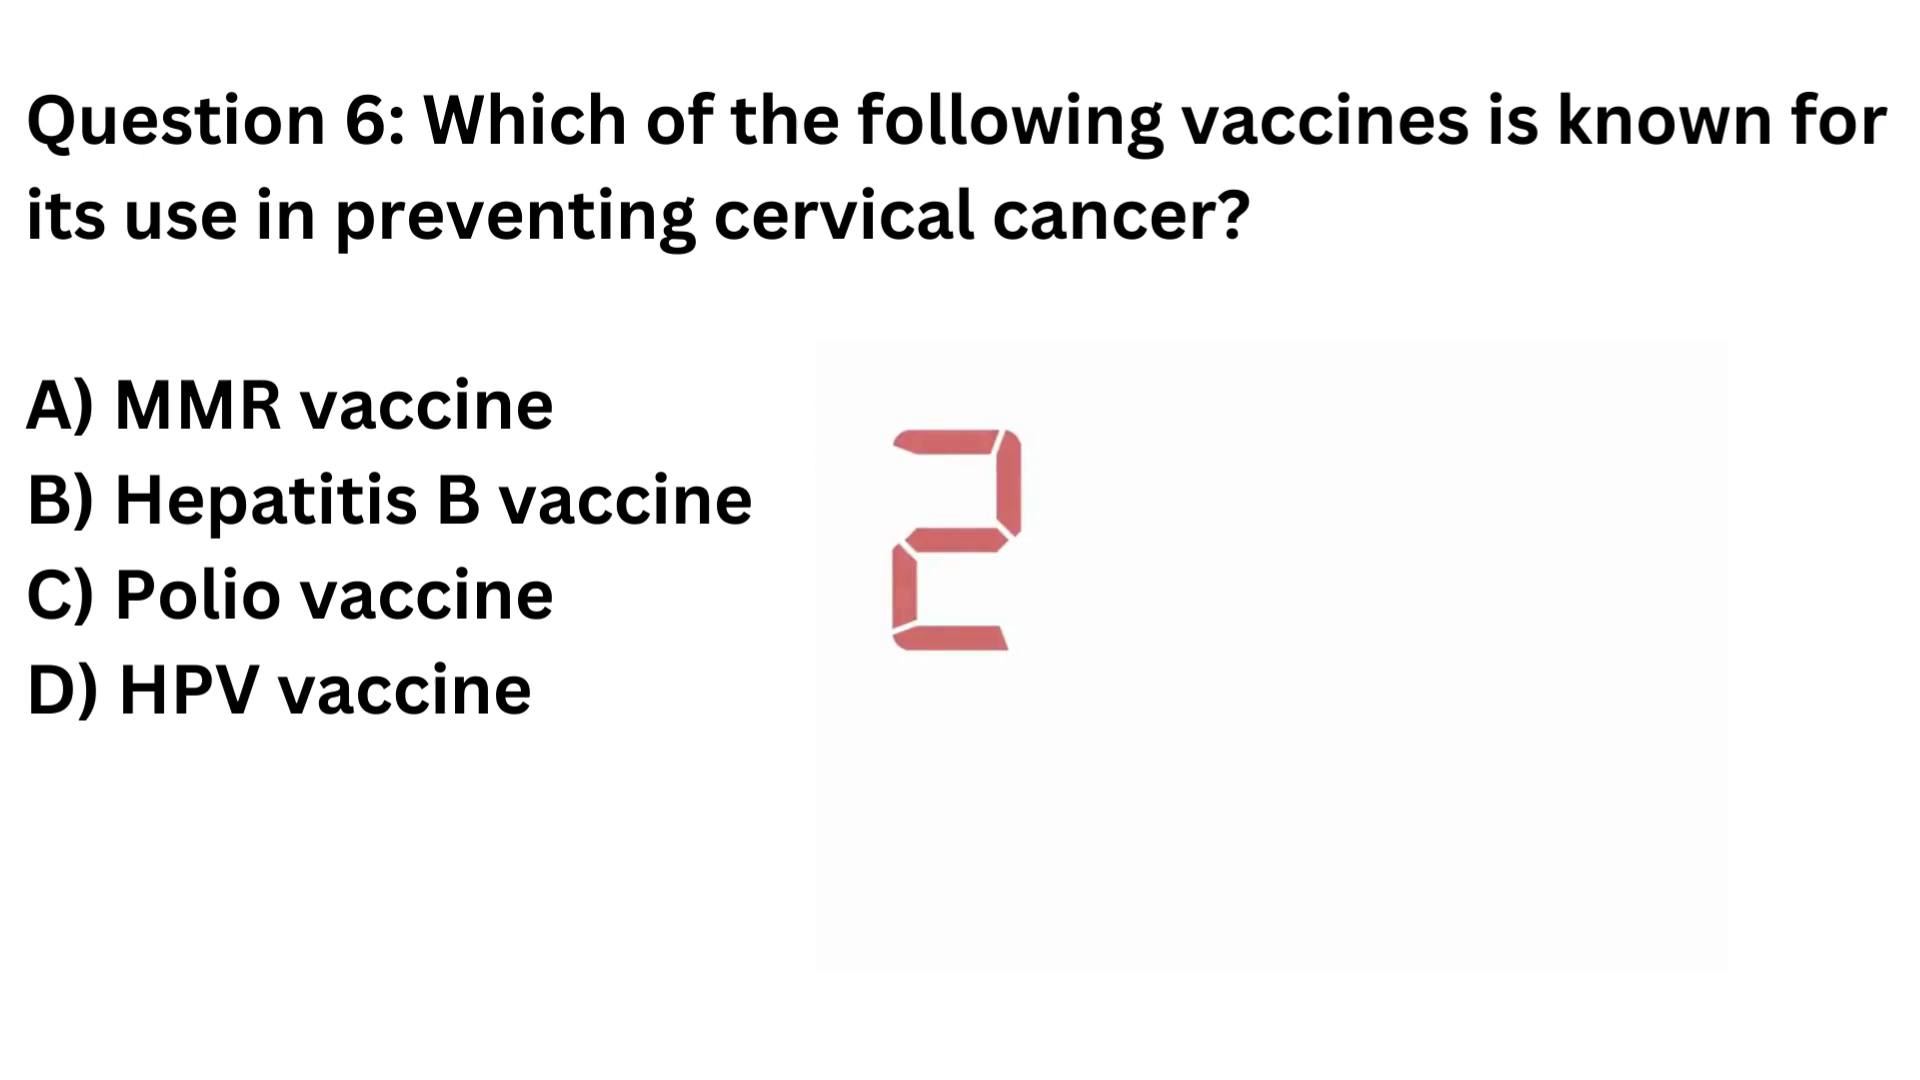 Question 6: Which of the following vaccines is known for
its use in preventing cervical cancer?
A) MMR vaccine
B) Hepatitis B vaccine
C) Polio vaccine
D) HPV vaccine
2